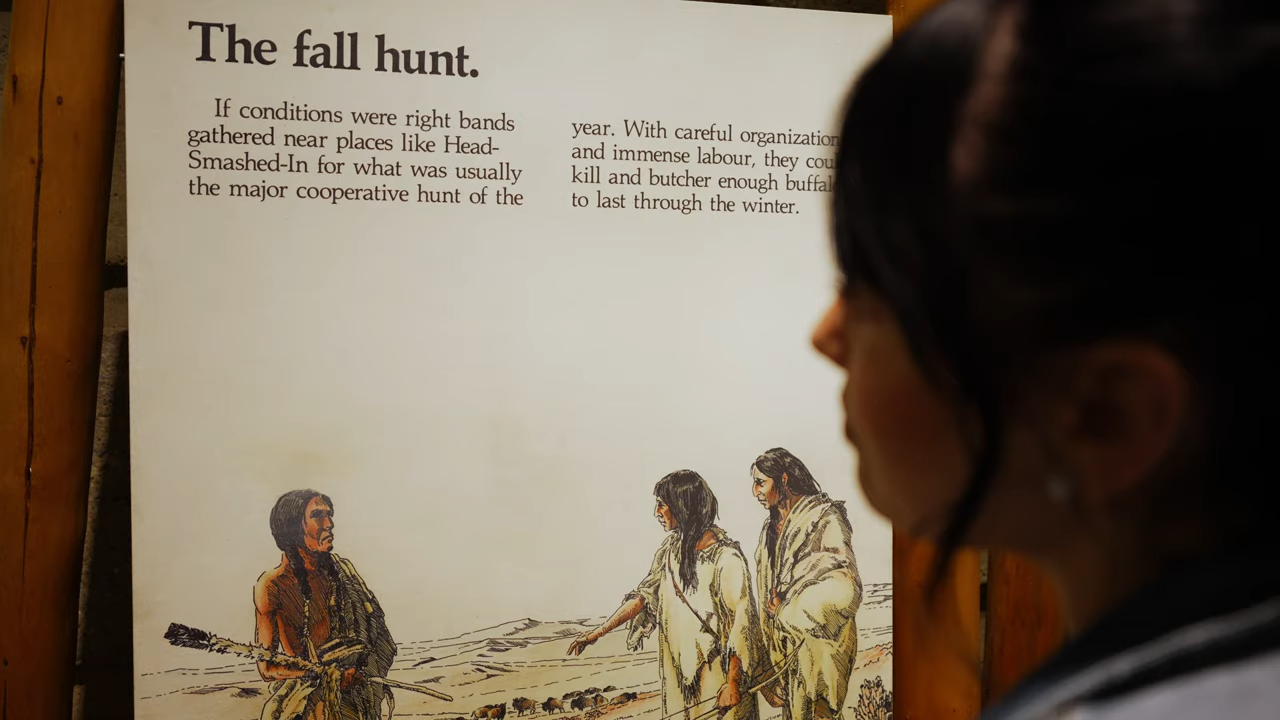 The fall hunt.
If conditions were right bands
gathered near places like Head-
Smashed-In for what was usually
the major cooperative hunt of the
year. With careful organization
and immense labour, they
kill and butcher enough
to last through the winter.